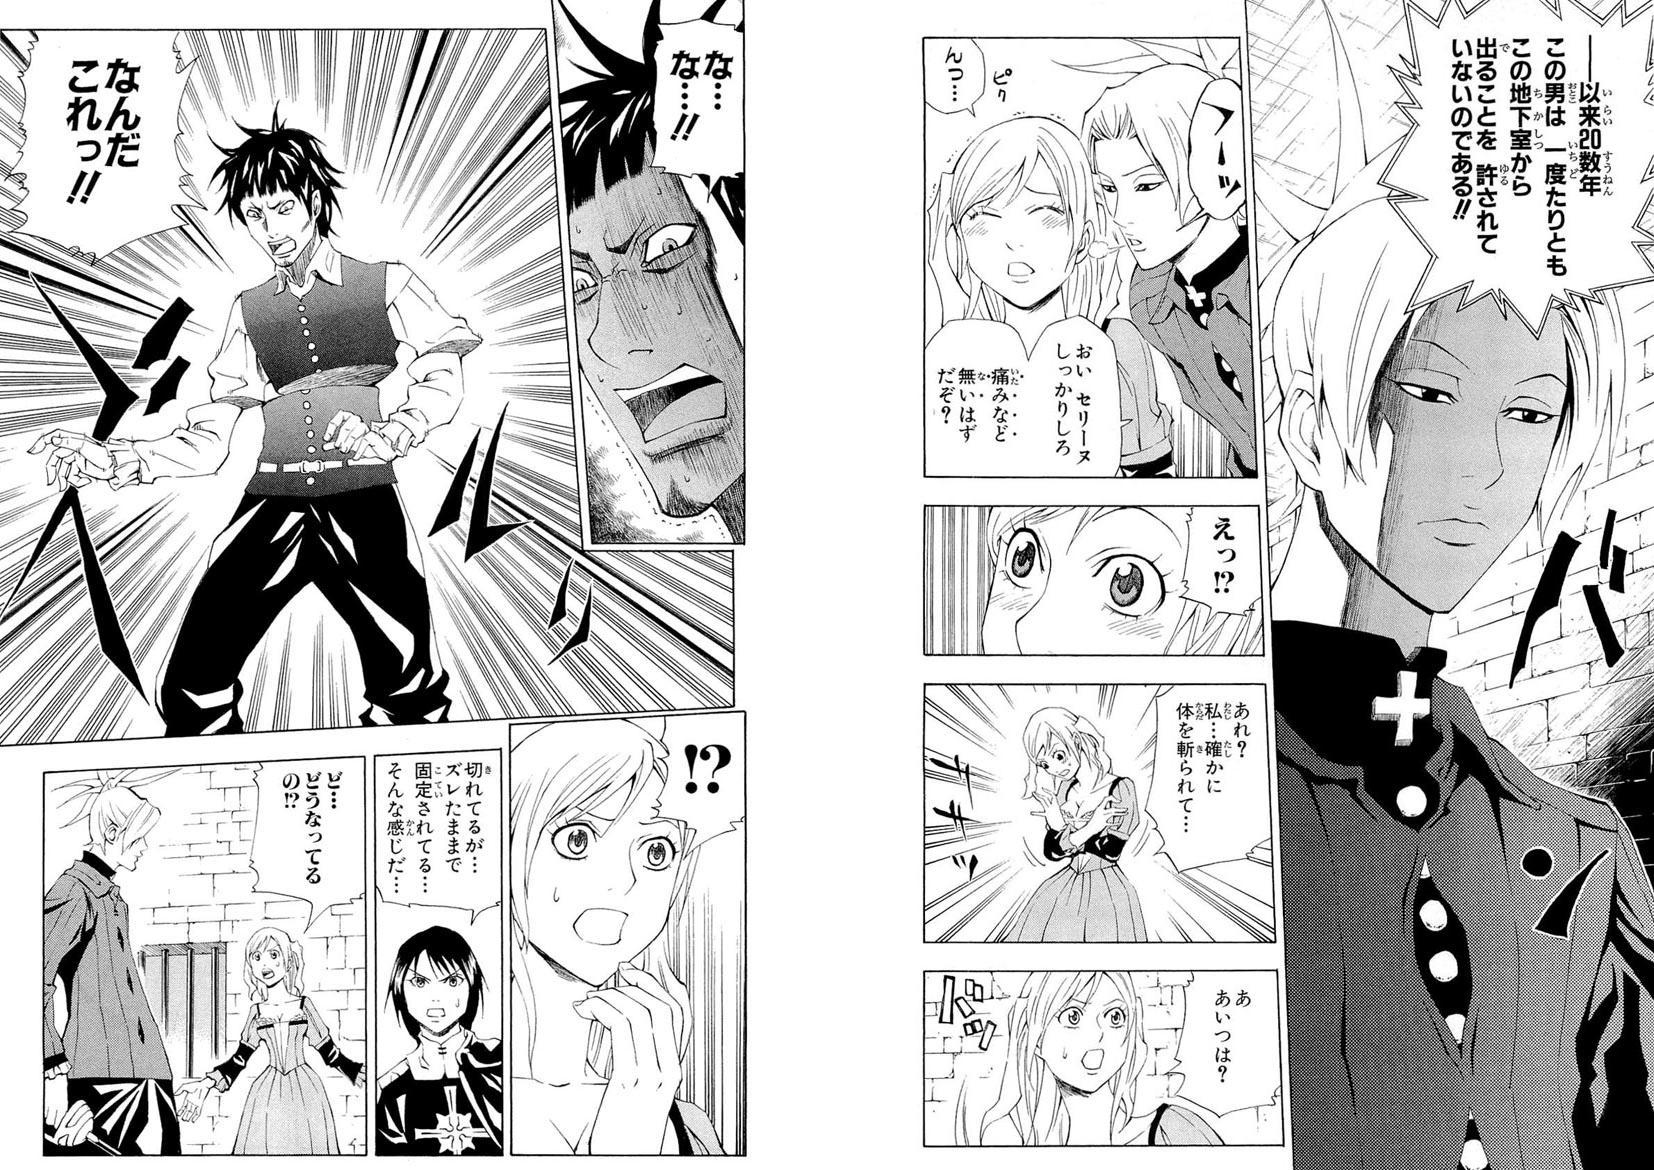 ――以来20数年
この男は 一度たりとも
この地下室から
出ることを 許されて
いないのである!!
フーッ
ピク
んっ…
おい セリーヌ
しっかりしろ
痛みなど
無いはず
だぞ?
えっ!?
あれ?
私…確かに
体を斬られて…
あ
あいつは?
バッ
な…
な…!!
なんだ
これっ!!
!?
切れてるが…
ズレたままで
固定されてる…
そんな感じだ…
ど…
どうなってる
の!?